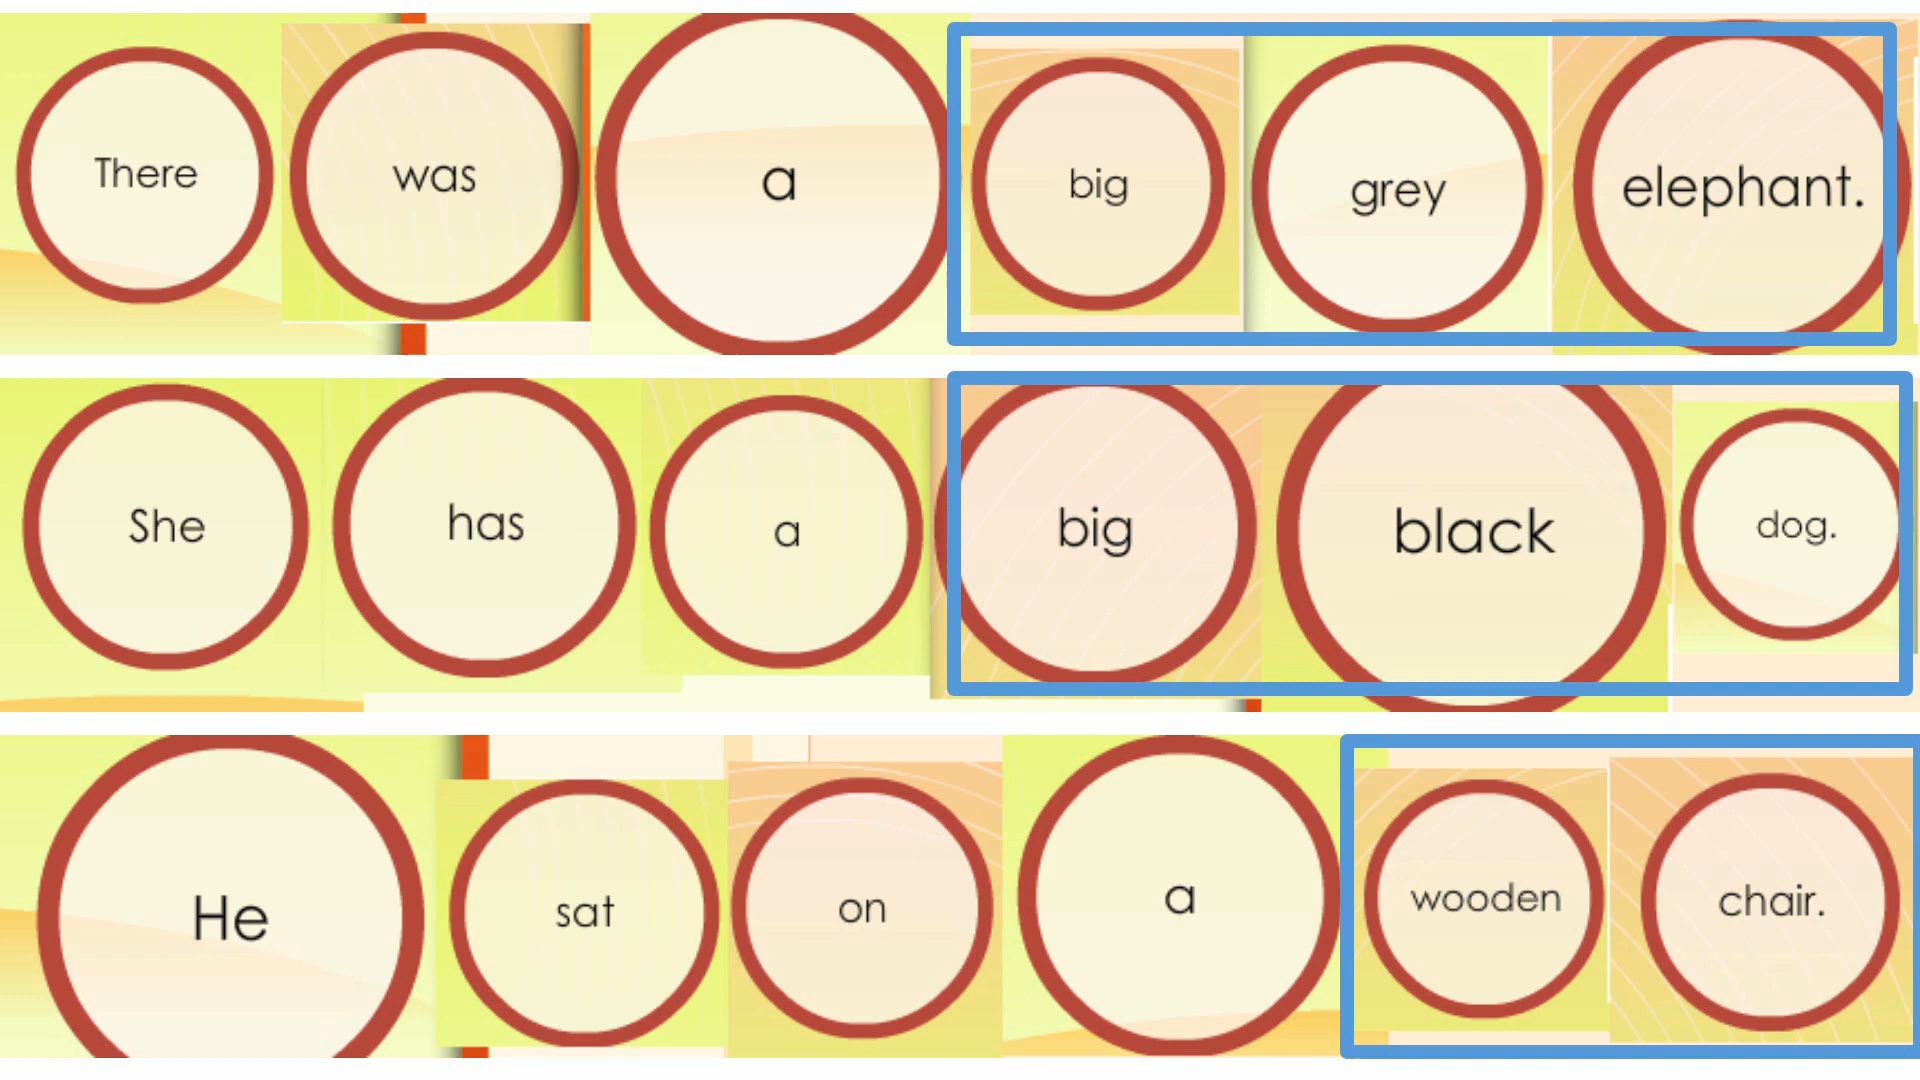 There was a big grey elephant.
She has a big black dog.
He sat on a wooden chair.